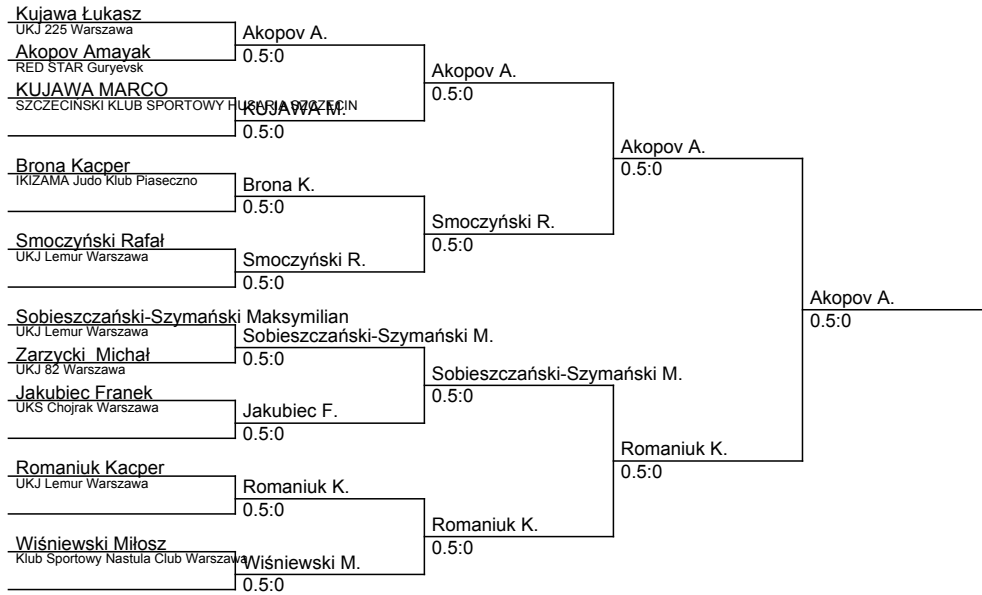 Kujawa Łukasz
UKJ 225 Warszawa
Akopov Amayak
RED STAR Guryevsk
KUJAWA MARCO
SZCZECIŃSKI KLUB SPORTOWY HUSARIA SZCZECIN
Brona Kacper
IKIZAMA Judo Klub Piaseczno
Smoczyński Rafał
UKJ Lemur Warszawa
Sobieszczański-Szymański Maksymilian
UKJ Lemur Warszawa
Zarzycki  Michał
UKJ 82 Warszawa
Jakubiec Franek
UKS Chojrak Warszawa
Romaniuk Kacper
UKJ Lemur Warszawa
Wiśniewski Miłosz
Klub Sportowy Nastula Club Warszawa
Akopov A.
0.5:0
KUJAWA M.
0.5:0
Brona K.
0.5:0
Smoczyński R.
0.5:0
Sobieszczański-Szymański M.
0.5:0
Jakubiec F.
0.5:0
Romaniuk K.
0.5:0
Wiśniewski M.
0.5:0
Akopov A.
0.5:0
Smoczyński R.
0.5:0
Sobieszczański-Szymański M.
0.5:0
Romaniuk K.
0.5:0
Akopov A.
0.5:0
Romaniuk K.
0.5:0
Akopov A.
0.5:0